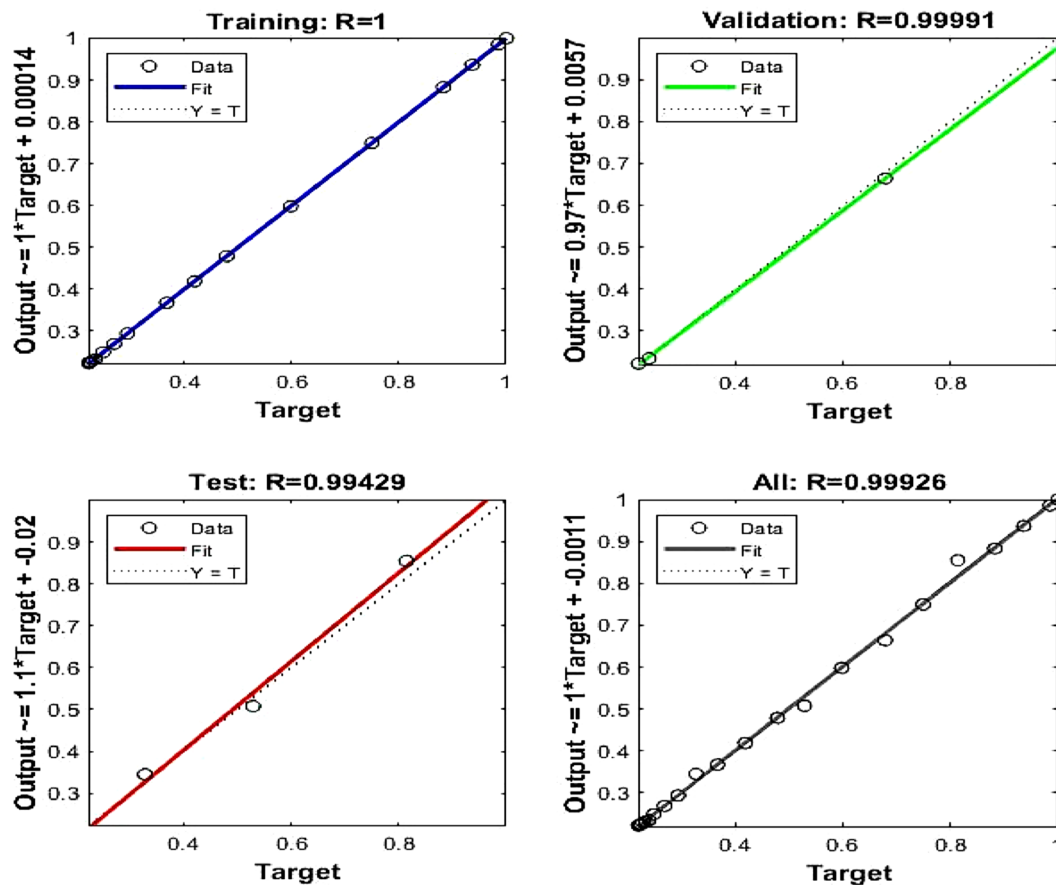 Training: R=1
Output ~= 1*Target + 0.00014
1
0.9
0.8
0.7
0.6
0.5
0.4
0.3
Data
Fit
Y = T
0.4
0.6
0.8
1
Target
Validation: R=0.99991
Output ~= 0.97*Target + 0.0057
1
0.9
0.8
0.7
0.6
0.5
0.4
0.3
Data
Fit
Y = T
0.4
0.6
0.8
Target
Test: R=0.99429
Output ~= 1.1*Target + -0.02
0.9
0.8
0.7
0.6
0.5
0.4
0.3
Data
Fit
Y = T
0.4
0.6
0.8
Target
All: R=0.99926
Output ~= 1*Target + -0.0011
1
0.9
0.8
0.7
0.6
0.5
0.4
0.3
Data
Fit
Y = T
0.4
0.6
0.8
1
Target